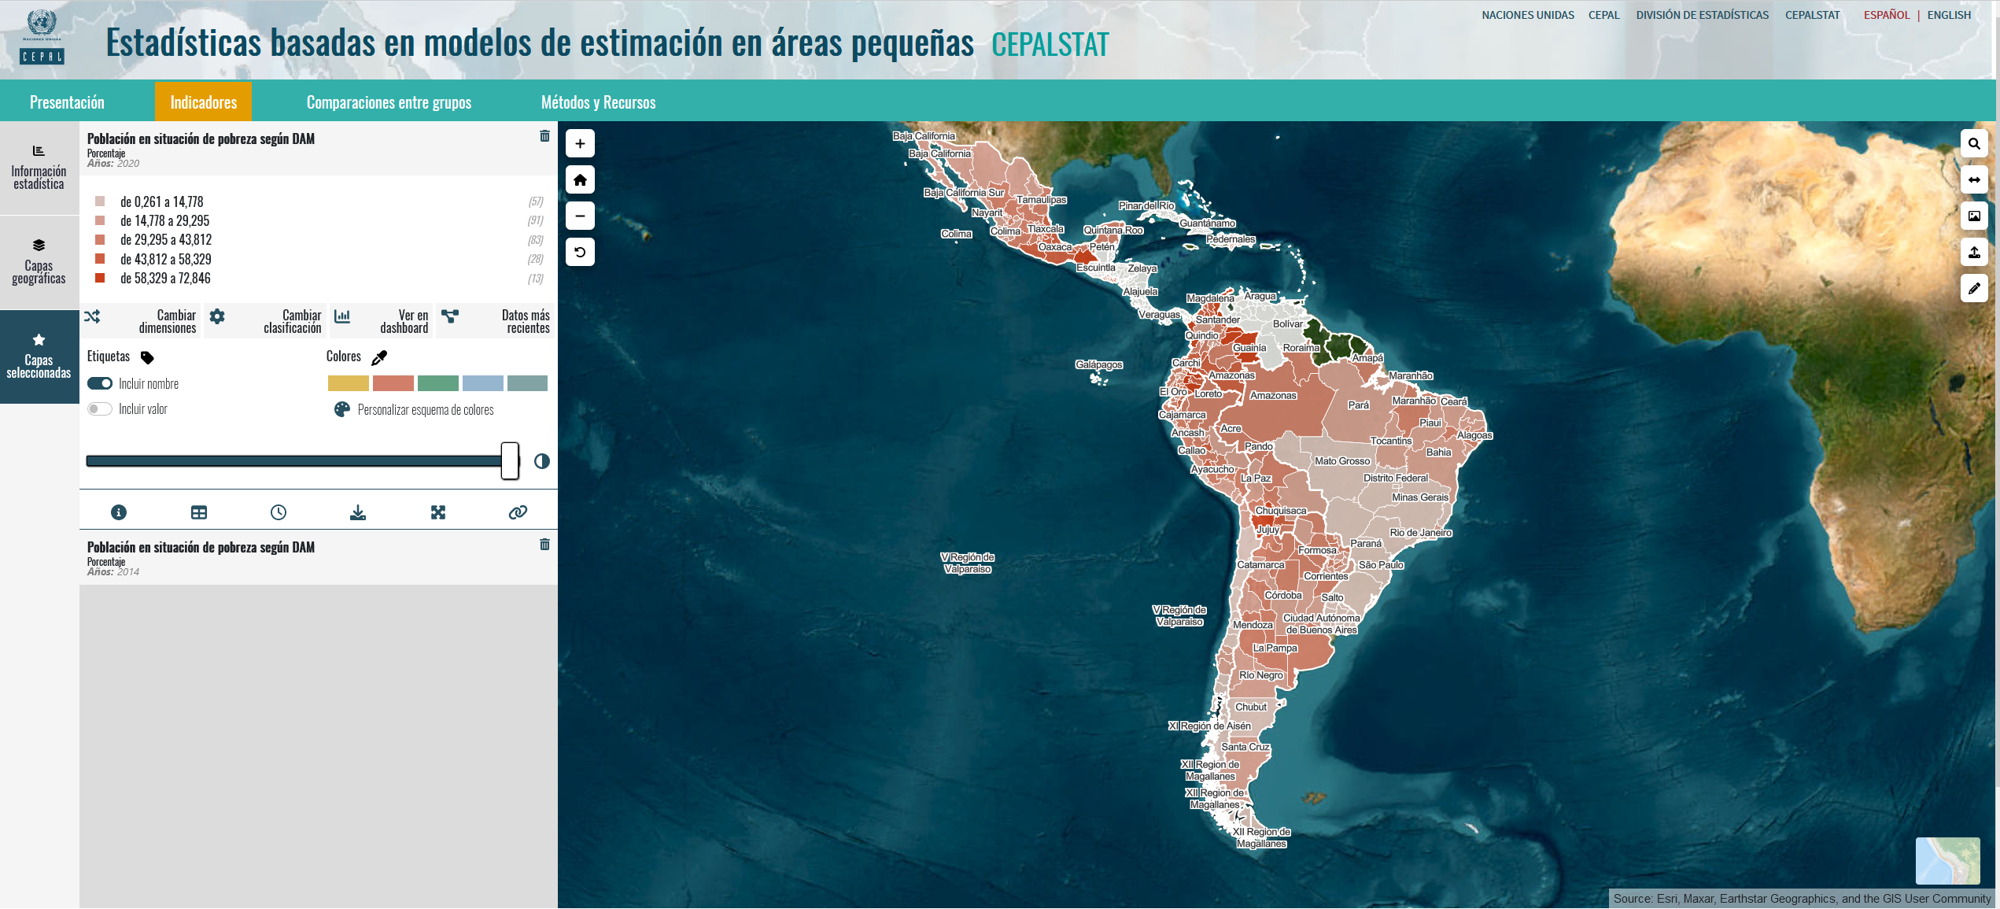 NACIONES UNIDAS
CEPAL
Estadísticas basadas en modelos de estimación en áreas pequeñas CEPALSTAT
NACIONES UNIDAS CEPAL DIVISIÓN DE ESTADÍSTICAS CEPALSTAT ESPAÑOL | ENGLISH
Presentación Indicadores Comparaciones entre grupos Métodos y Recursos
Información
estadística
Capas
geográficas
Capas
seleccionadas
Población en situación de pobreza según DAM
Porcentaje
Años: 2020
de 0,261 a 14,778 (57)
de 14,778 a 29,295 (91)
de 29,295 a 43,812 (83)
de 43,812 a 58,329 (28)
de 58,329 a 72,846 (13)
Cambiar
dimensiones
Cambiar
clasificación
Ver en
dashboard
Datos más
recientes
Etiquetas
Incluir nombre
Incluir valor
Colores
Personalizar esquema de colores
Población en situación de pobreza según DAM
Porcentaje
Años: 2014
Baja California
Baja California
Baja California Sur
Tamaulipas
Nayarit
Pinar del Río
Guantánamo
Colima
Colima
Tlaxcala
Quintana Roo
Pedernales
Oaxaca
Petén
Escuintla
Zelaya
Alajuela
Magdalena
Aragua
Veraguas
Santander
Bolívar
Quindio
Guainía
Roraima
Amapá
Galápagos
Carchi
Amazonas
Maranhão
El Oro
Loreto
Amazonas
Pará
Maranhão
Ceará
Cajamarca
Piaui
Ancash
Acre
Alagoas
Callao
Pando
Tocantins
Bahia
Ayacucho
Mato Grosso
La Paz
Distrito Federal
Minas Gerais
Chuquisaca
Jujuy
Rio de Janeiro
Paraná
Formosa
V Región de
Valparaiso
Catamarca
São Paulo
Corrientes
Córdoba
Salto
V Región de
Valparaiso
Mendoza
Ciudad Autónoma
de Buenos Aires
La Pampa
Río Negro
Chubut
XI Región de Aisén
Santa Cruz
XII Region de
Magallanes
XII Region de
Magallanes
XII Region de
Magallanes
Source: Esri, Maxar, Earthstar Geographics, and the GIS User Community